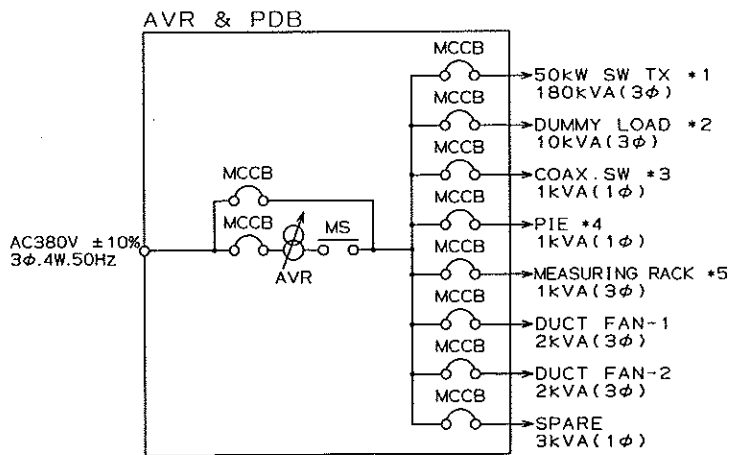 AVR & PDB
MCCB
50kW SW TX *1
180kVA(3φ)
MCCB
DUMMY LOAD *2
10kVA(3φ)
MCCB
COAX.SW *3
1kVA(1φ)
MCCB
PIE *4
1kVA(1φ)
MCCB
MEASURING RACK *5
1kVA(3φ)
MCCB
DUCT FAN-1
2kVA(3φ)
MCCB
DUCT FAN-2
2kVA(3φ)
MCCB
SPARE
3kVA(1φ)
MCCB
MCCB
MS
AVR
AC380V ±10%
3φ.4W.50Hz